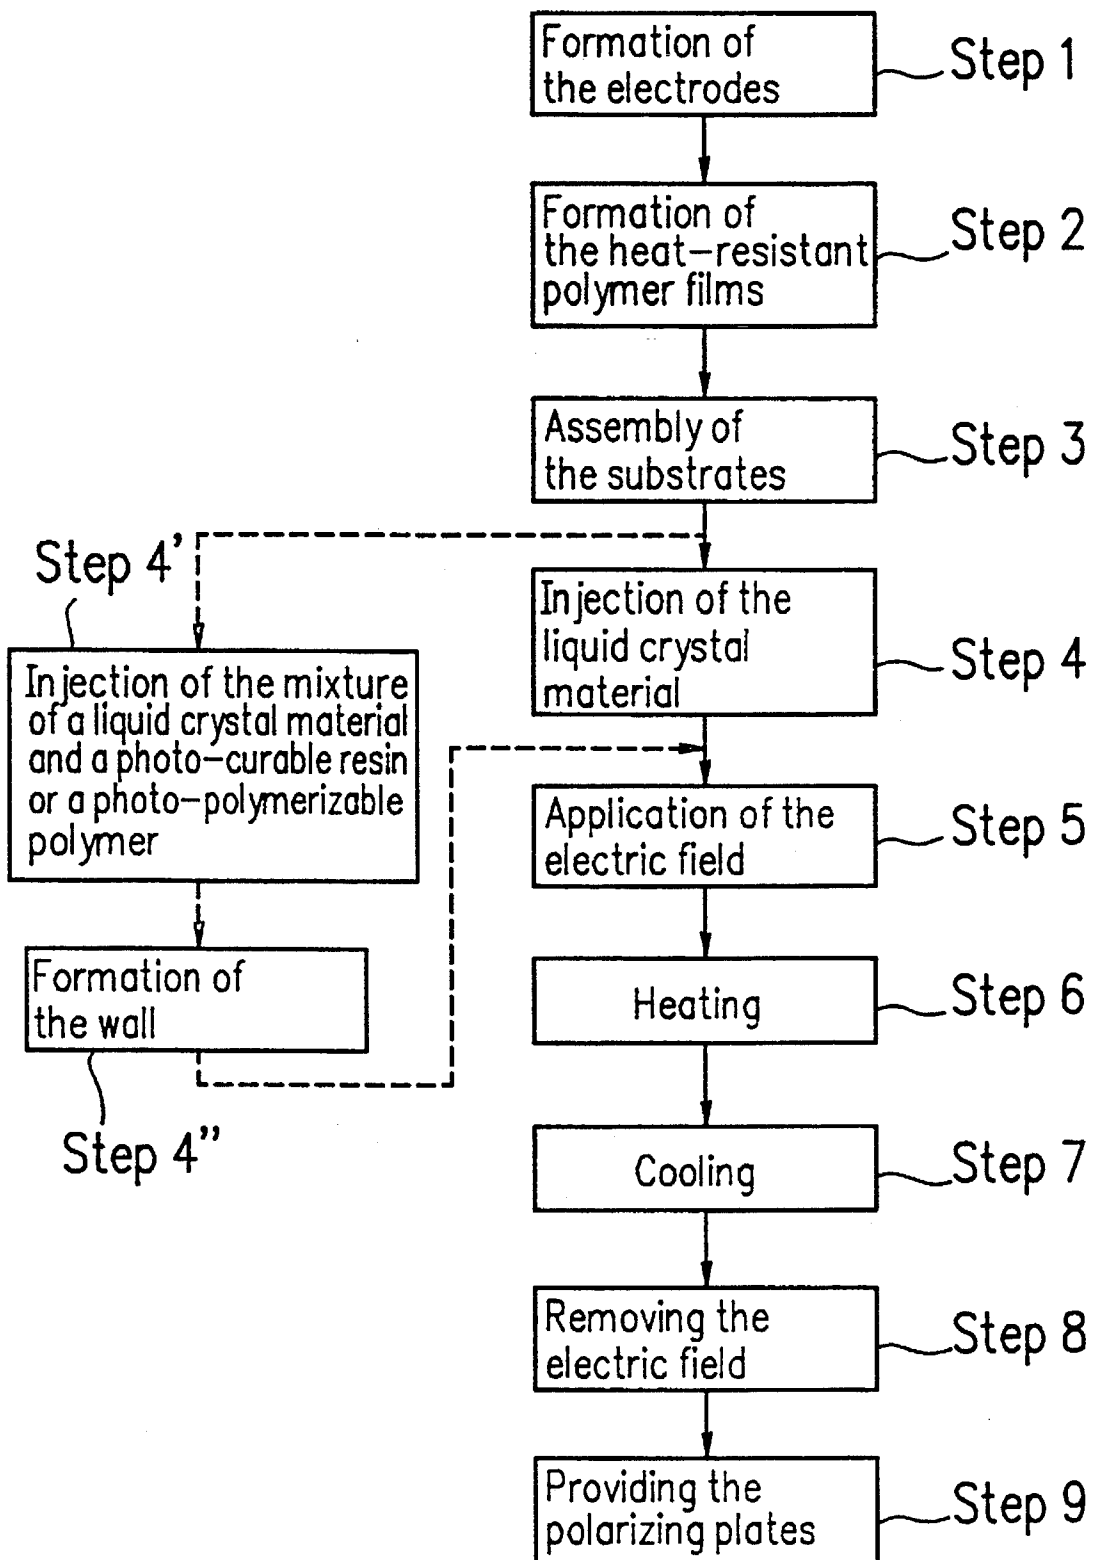 Formation of
the electrodes
Step 1
Formation of
the heat-resistant
polymer films
Step 2
Assembly of
the substrates
Step 3
Step 4'
Injection of the mixture
of a liquid crystal material
and a photo-curable resin
or a photo-polymerizable
polymer
Formation of
the wall
Step 4''
Injection of the
liquid crystal
material
Step 4
Application of the
electric field
Step 5
Heating
Step 6
Cooling
Step 7
Removing the
electric field
Step 8
Providing the
polarizing plates
Step 9